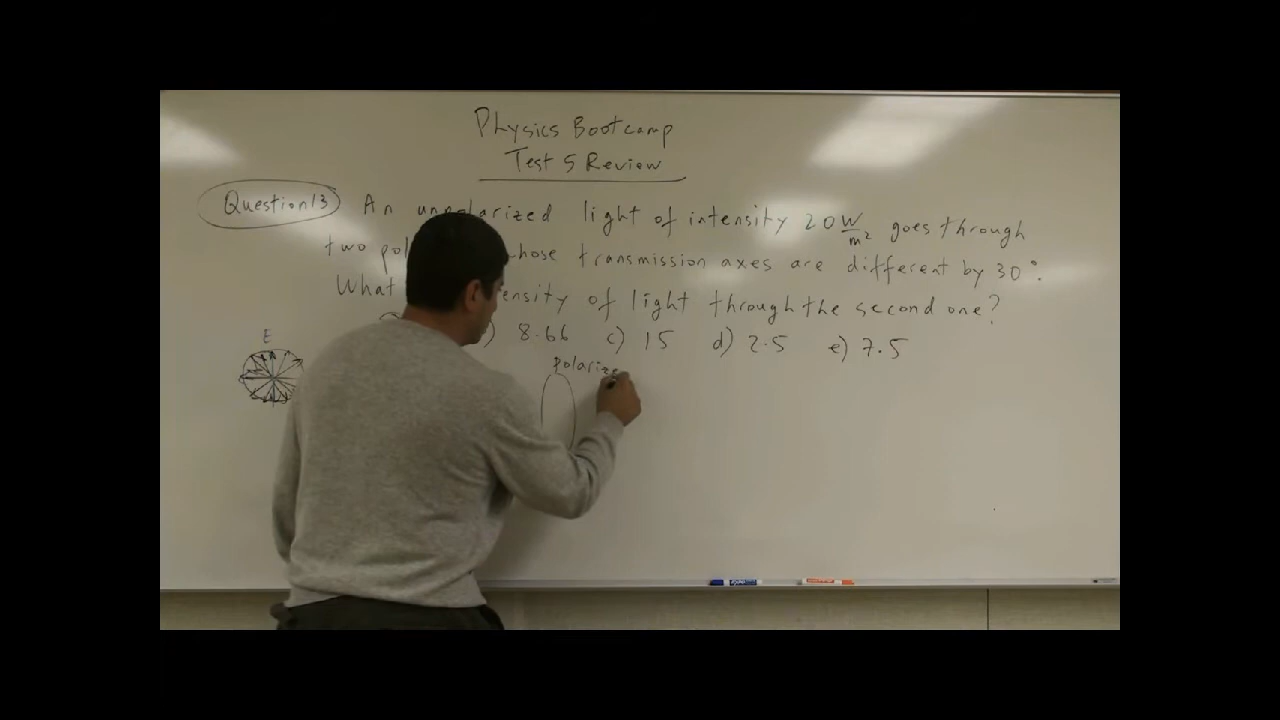 Physics Bootcamp
Test 5 Review
Question 13) An unpolarized light of intensity 20 W/m² goes through
two whose transmission axes are different by 30°.
What of light through the second one?
8.66 c) 15 d) 2.5 e) 7.5
E
Polarize